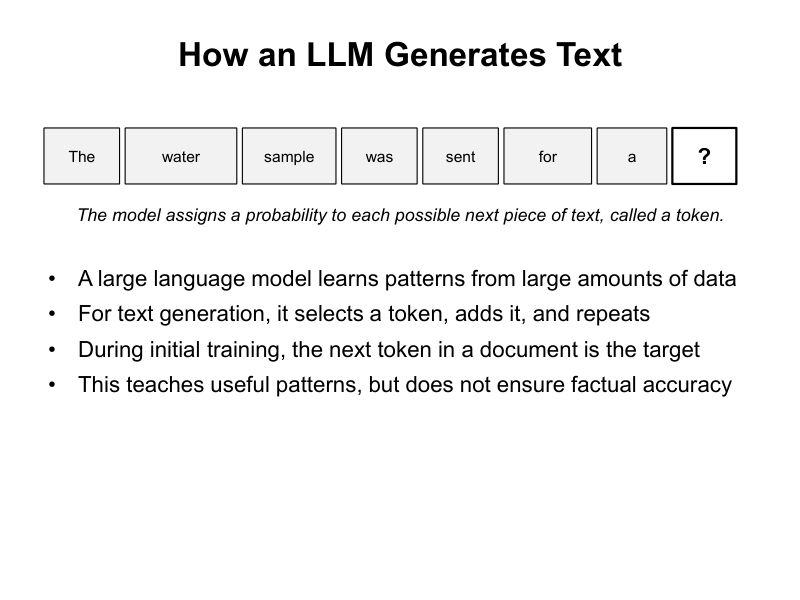 How an LLM Generates Text
The water sample was sent for a ?
The model assigns a probability to each possible next piece of text, called a token.
• A large language model learns patterns from large amounts of data
• For text generation, it selects a token, adds it, and repeats
• During initial training, the next token in a document is the target
• This teaches useful patterns, but does not ensure factual accuracy